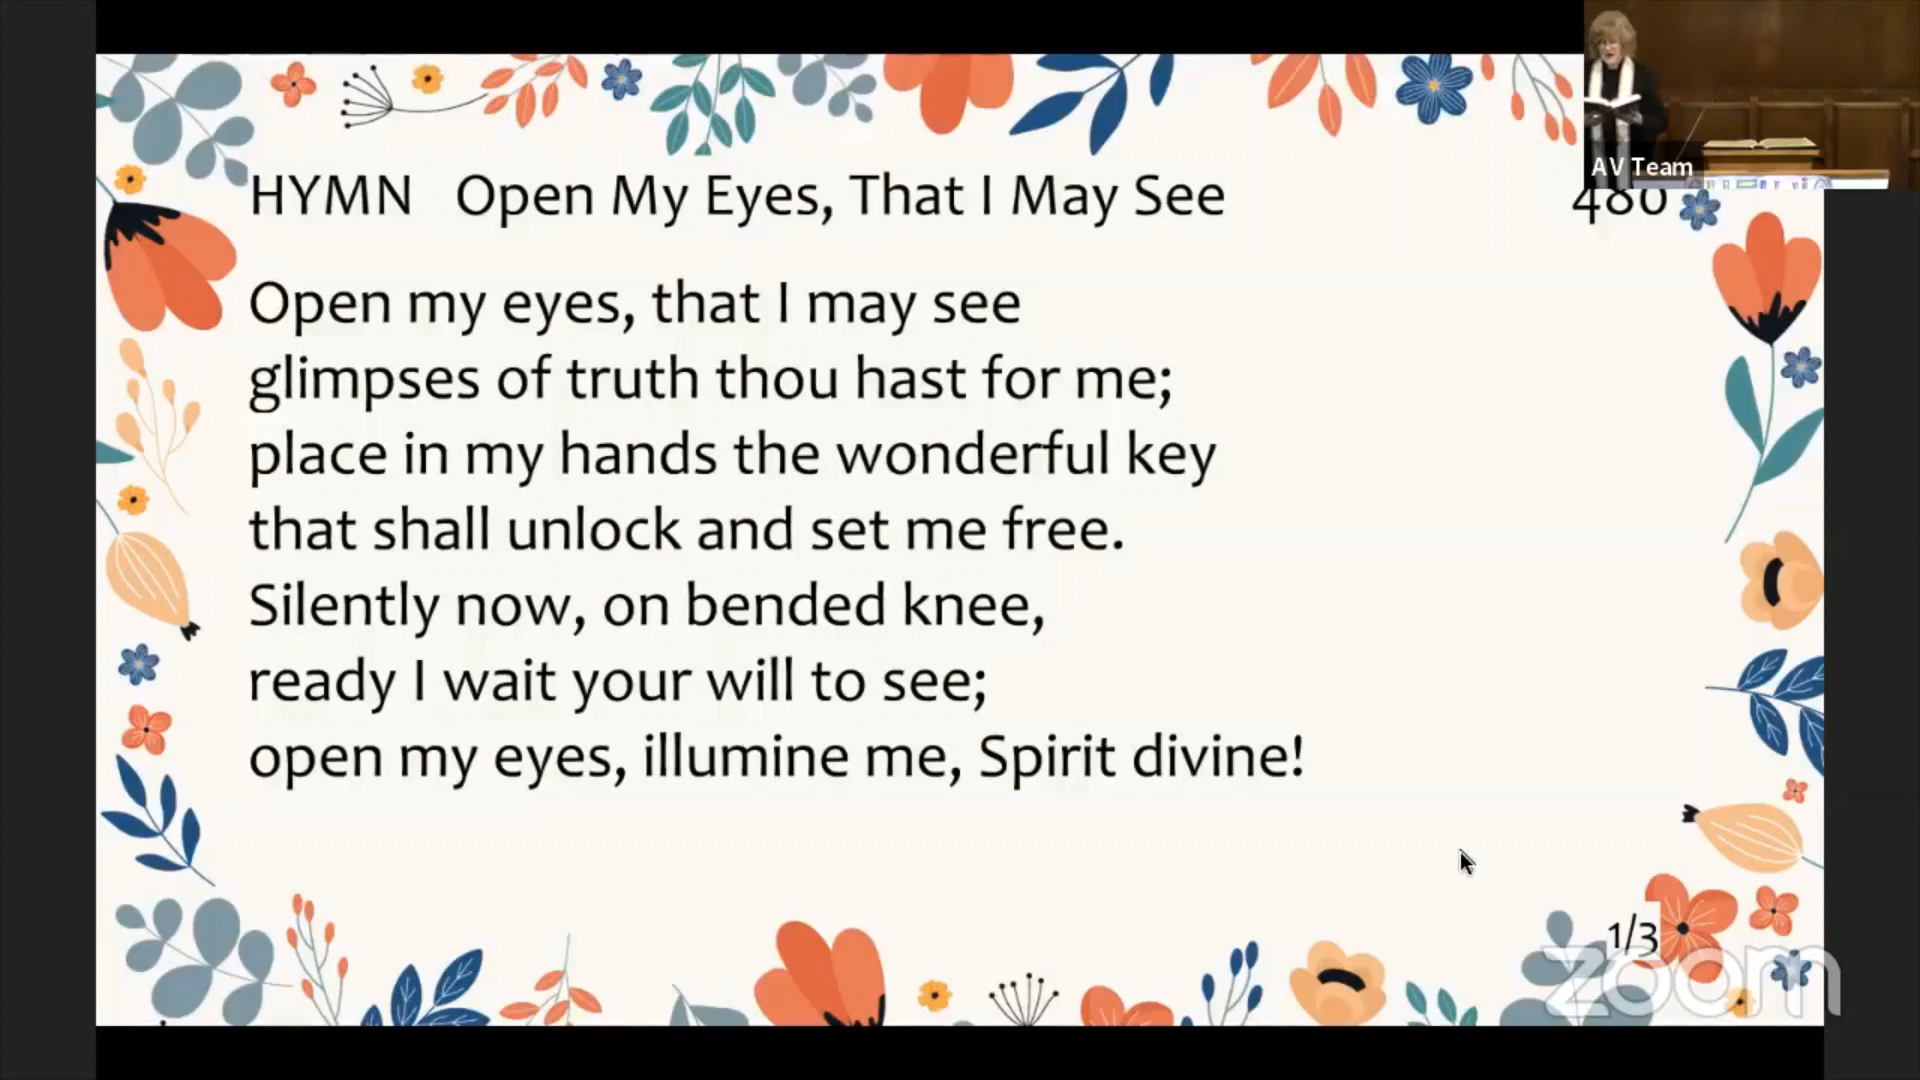 AV Team
HYMN Open My Eyes, That I May See
Open my eyes, that I may see
glimpses of truth thou hast for me;
place in my hands the wonderful key
that shall unlock and set me free.
Silently now, on bended knee,
ready I wait your will to see;
open my eyes, illumine me, Spirit divine!
1/3
zoom